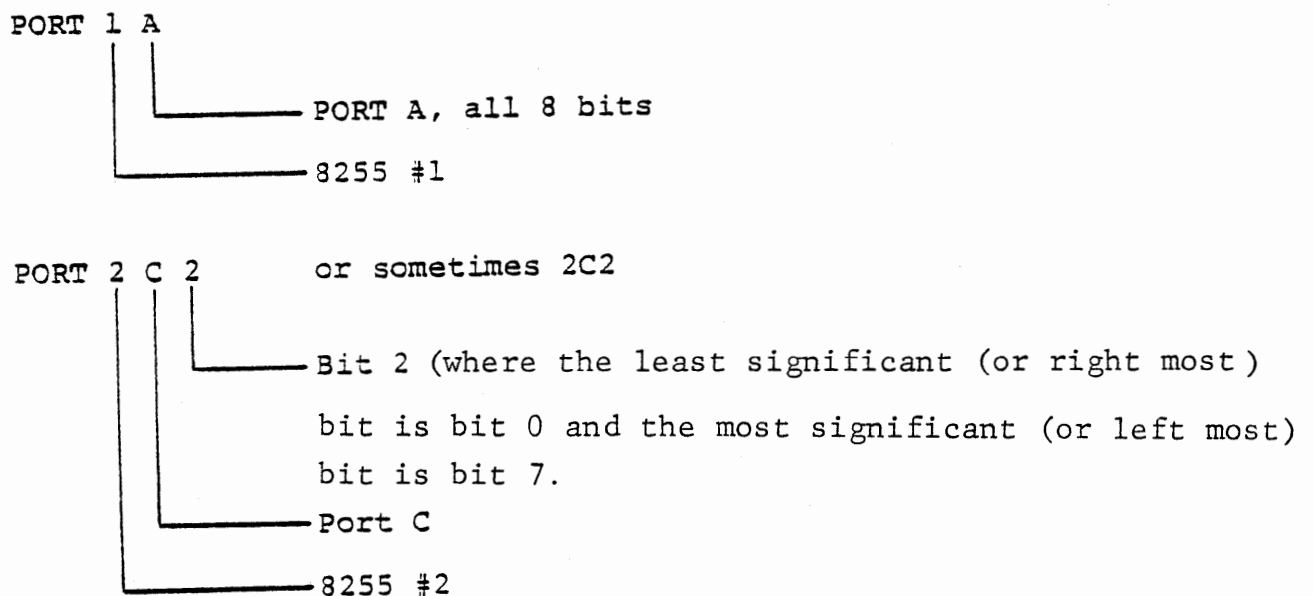 PORT 1 A
PORT A, all 8 bits
8255 #1
PORT 2 C 2 or sometimes 2C2
Bit 2 (where the least significant (or right most)
bit is bit 0 and the most significant (or left most)
bit is bit 7.
Port C
8255 #2